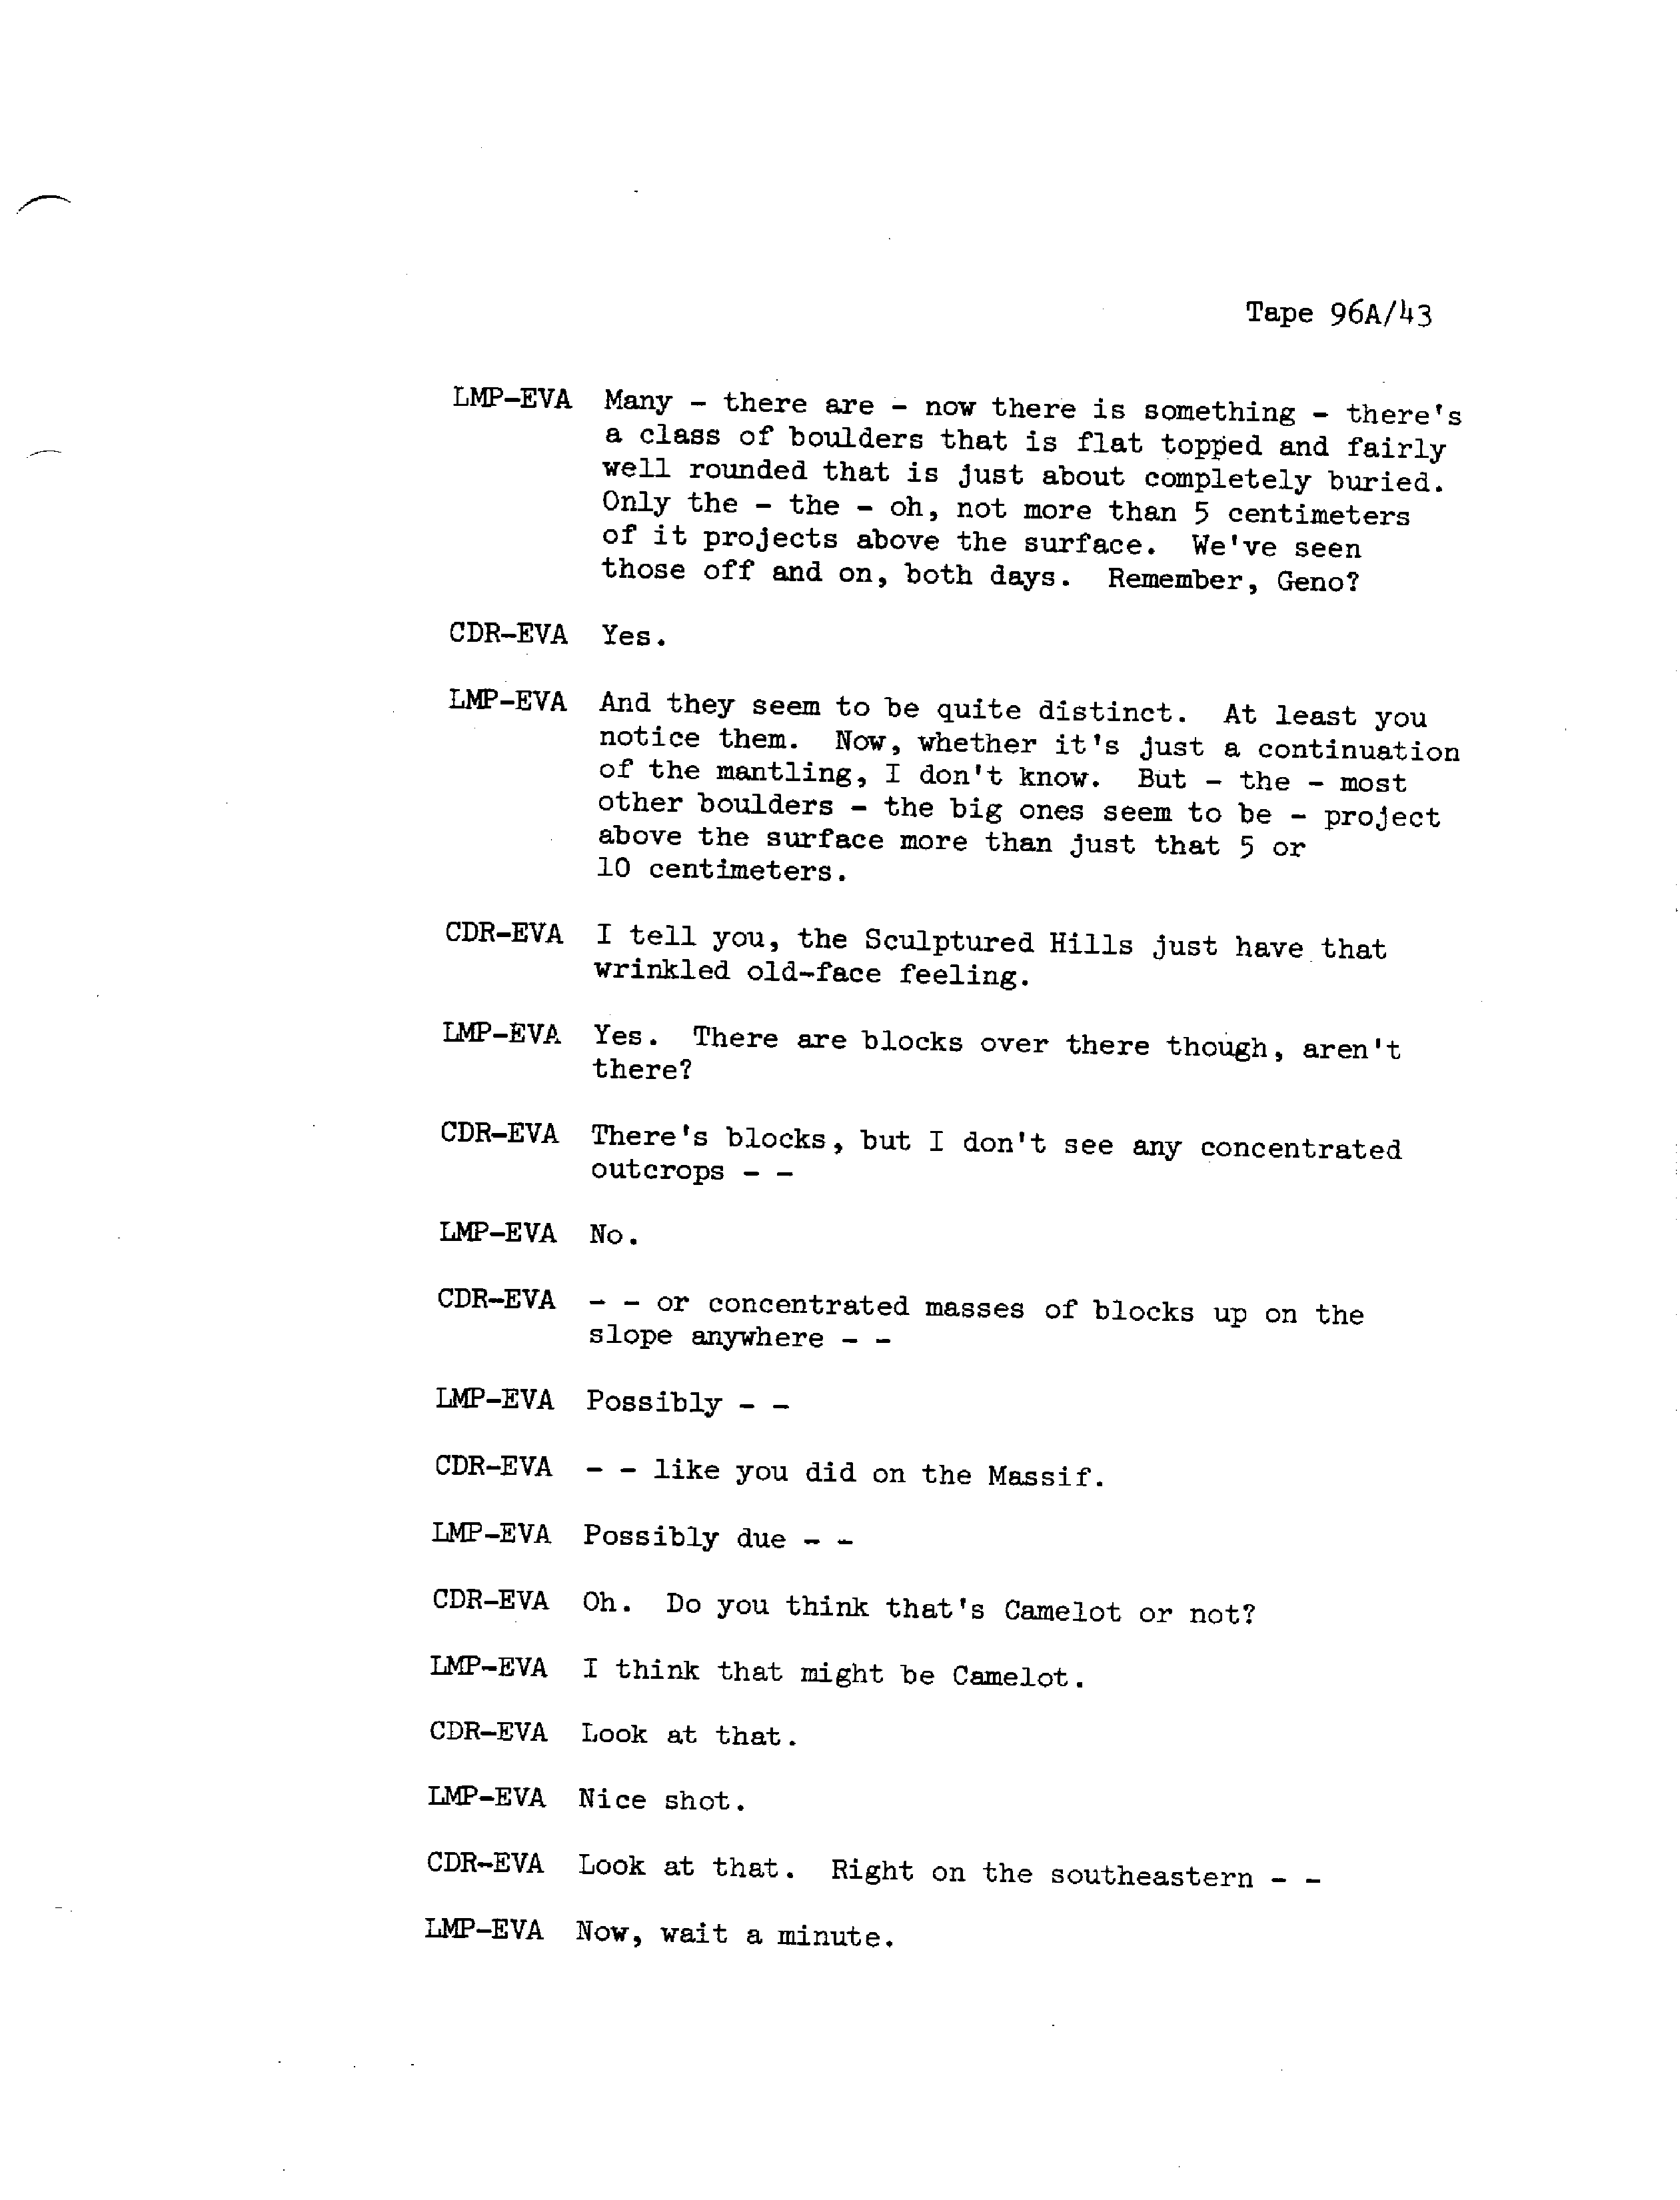 Tape 96A/43
LMP-EVA Many - there are - now there is something - there's
a class of boulders that is flat topped and fairly
well rounded that is just about completely buried.
Only the - the - oh, not more than 5 centimeters
of it projects above the surface. We've seen
those off and on, both days. Remember, Geno?
CDR-EVA Yes.
LMP-EVA And they seem to be quite distinct. At least you
notice them. Now, whether it's just a continuation
of the mantling, I don't know. But - the - most
other boulders - the big ones seem to be - project
above the surface more than just that 5 or
10 centimeters.
CDR-EVA I tell you, the Sculptured Hills just have that
wrinkled old-face feeling.
LMP-EVA Yes. There are blocks over there though, aren't
there?
CDR-EVA There's blocks, but I don't see any concentrated
outcrops - -
LMP-EVA No.
CDR-EVA - - or concentrated masses of blocks up on the
slope anywhere - -
LMP-EVA Possibly - -
CDR-EVA - - like you did on the Massif.
LMP-EVA Possibly due - -
CDR-EVA Oh. Do you think that's Camelot or not?
LMP-EVA I think that might be Camelot.
CDR-EVA Look at that.
LMP-EVA Nice shot.
CDR-EVA Look at that. Right on the southeastern - -
LMP-EVA Now, wait a minute.